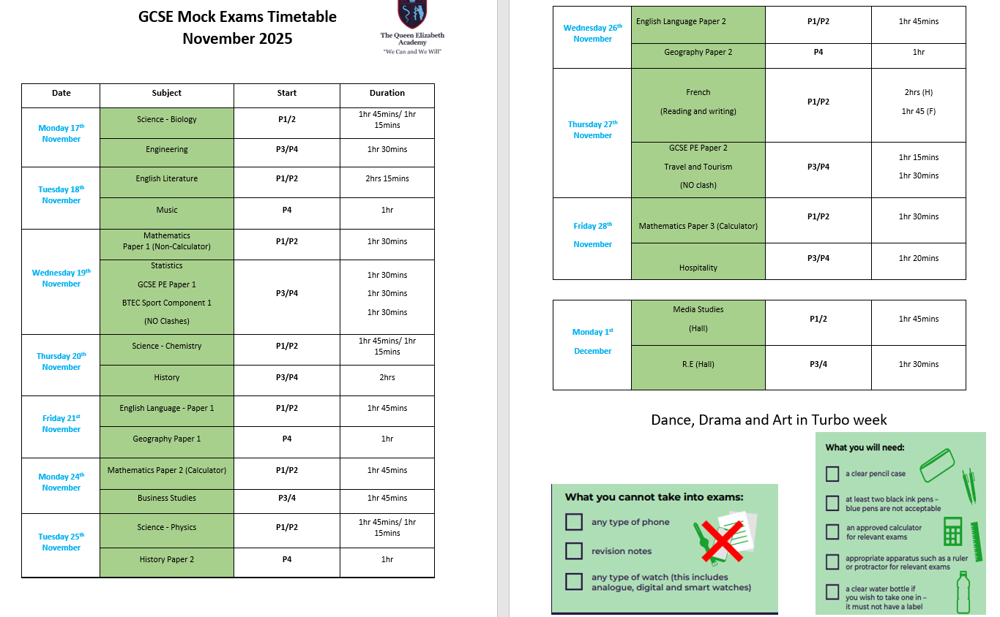 GCSE Mock Exams Timetable
November 2025
The Queen Elizabeth
Academy
"We Can and We Will"
Date Subject Start Duration
Monday 17th
November
Science - Biology P1/2 1hr 45mins/ 1hr
15mins
Engineering P3/P4 1hr 30mins
Tuesday 18th
November
English Literature P1/P2 2hrs 15mins
Music P4 1hr
Wednesday 19th
November
Mathematics
Paper 1 (Non-Calculator) P1/P2 1hr 30mins
Statistics
GCSE PE Paper 1
BTEC Sport Component 1
(NO Clashes)
P3/P4
1hr 30mins
1hr 30mins
1hr 30mins
Thursday 20th
November
Science - Chemistry P1/P2 1hr 45mins/ 1hr
15mins
History P3/P4 2hrs
Friday 21st
November
English Language - Paper 1 P1/P2 1hr 45mins
Geography Paper 1 P4 1hr
Monday 24th
November
Mathematics Paper 2 (Calculator) P1/P2 1hr 45mins
Business Studies P3/4 1hr 30mins
Tuesday 25th
November
Science - Physics P1/P2 1hr 45mins/ 1hr
15mins
History Paper 2 P4 1hr
Wednesday 26th
November
English Language Paper 2 P1/P2 1hr 45mins
Geography Paper 2 P4 1hr
Thursday 27th
November
French
(Reading and writing)
P1/P2
2hrs (H)
1hr 45 (F)
GCSE PE Paper 2
Travel and Tourism
(NO clash)
P3/P4
1hr 15mins
1hr 30mins
Friday 28th
November
Mathematics Paper 3 (Calculator) P1/P2 1hr 30mins
Hospitality P3/P4 1hr 20mins
Monday 1st
December
Media Studies
(Hall)
P1/2 1hr 45mins
R.E (Hall) P3/4 1hr 30mins
Dance, Drama and Art in Turbo week
What you cannot take into exams:
any type of phone
revision notes
any type of watch (this includes
analogue, digital and smart watches)
What you will need:
a clear pencil case
at least two black ink pens –
blue pens are not acceptable
an approved calculator
for relevant exams
appropriate apparatus such as a ruler
or protractor for relevant exams
a clear water bottle if
you wish to take one in –
it must not have a label